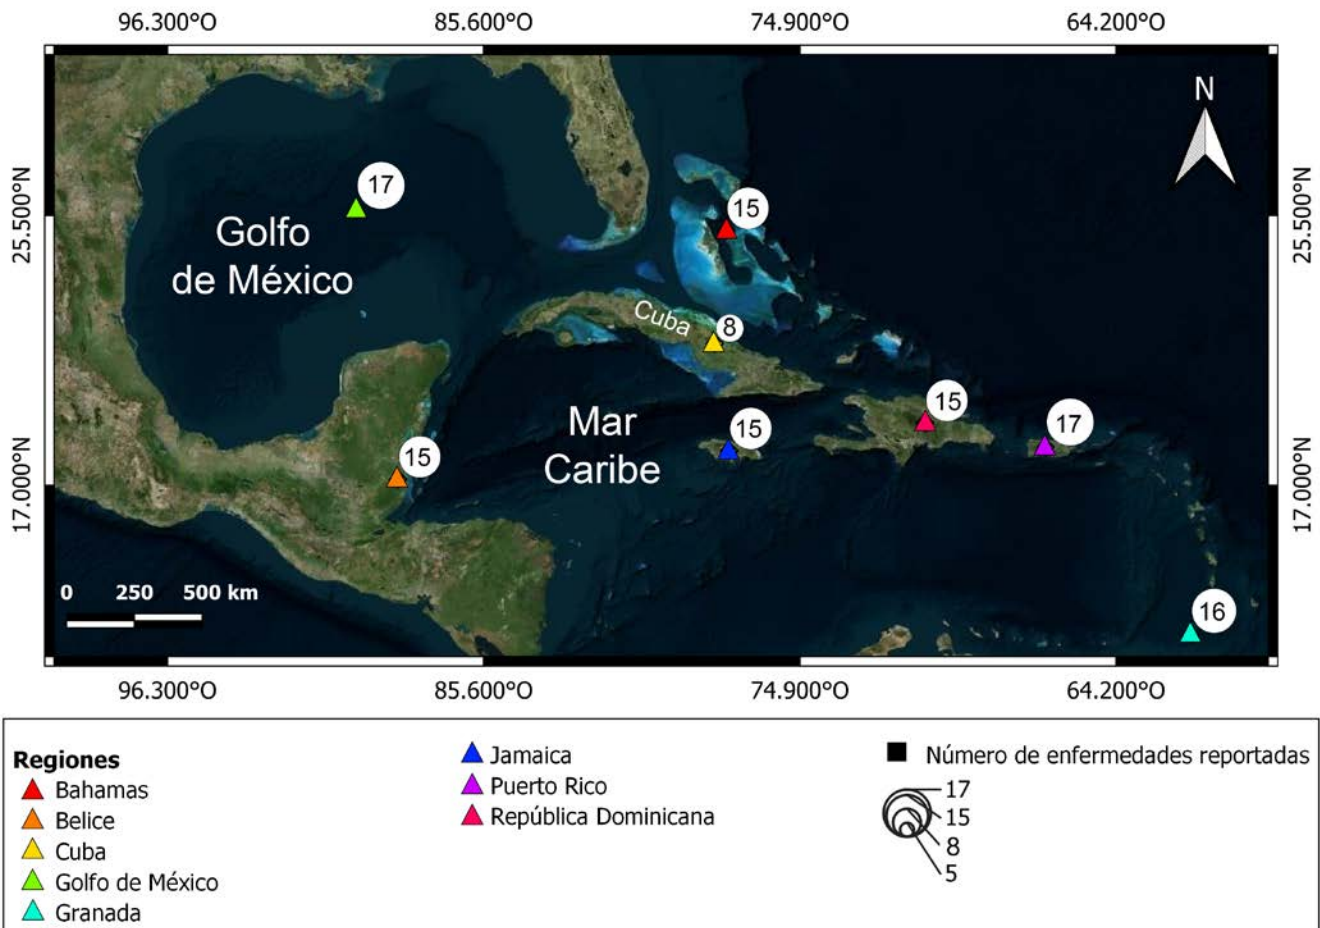 96.300°O 85.600°O 74.900°O 64.200°O
N
25.500°N
25.500°N
17
15
Golfo
de México
Cuba
8
15
17
Mar
Caribe
15
15
17.000°N
17.000°N
0 250 500 km
16
96.300°O 85.600°O 74.900°O 64.200°O
Regiones
Bahamas
Belice
Cuba
Golfo de México
Granada
Jamaica
Puerto Rico
República Dominicana
Número de enfermedades reportadas
17
15
8
5